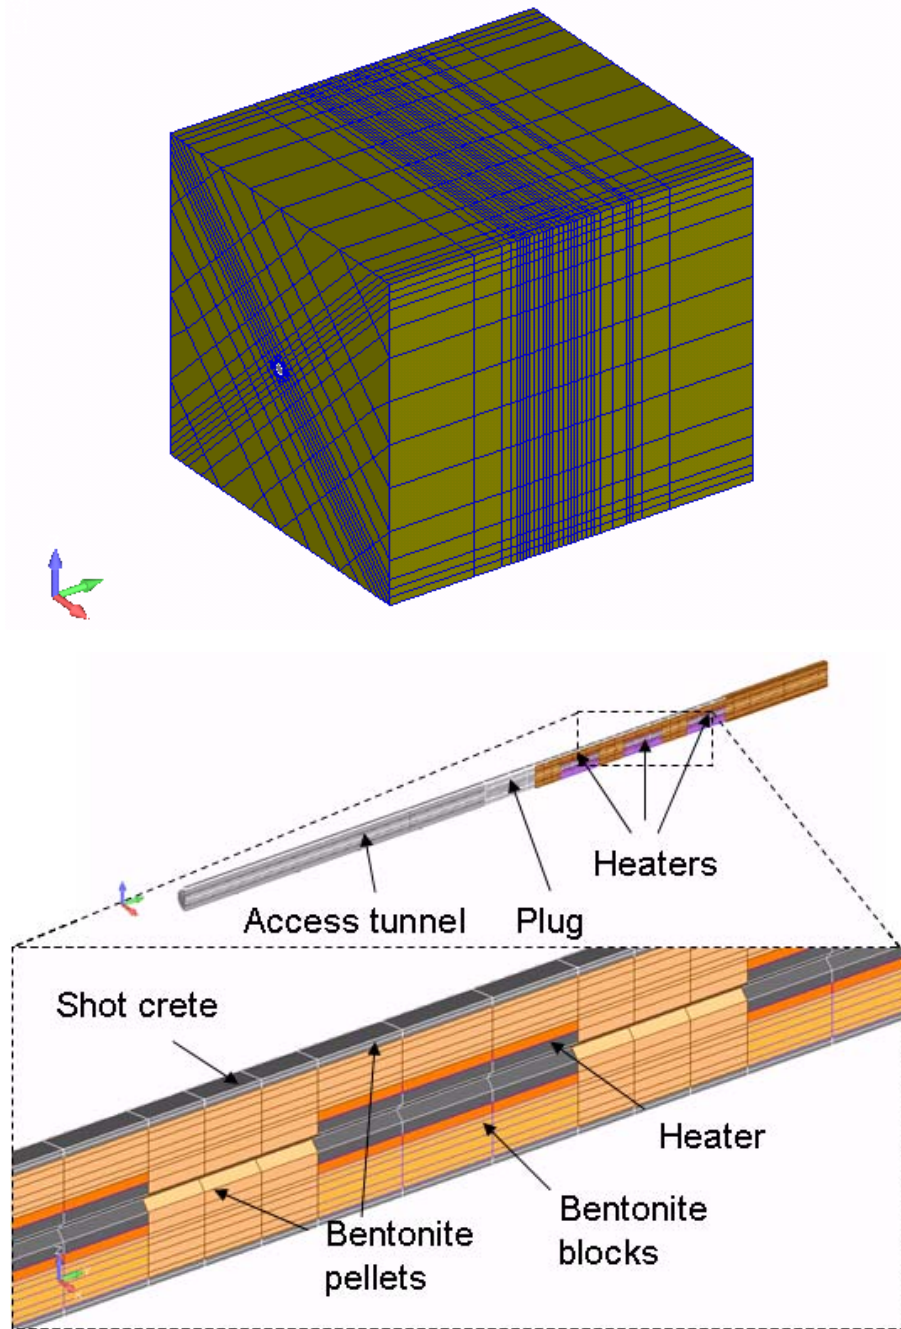 Heaters
Access tunnel
Plug
Shot crete
Heater
Bentonite
pellets
Bentonite
blocks
Z